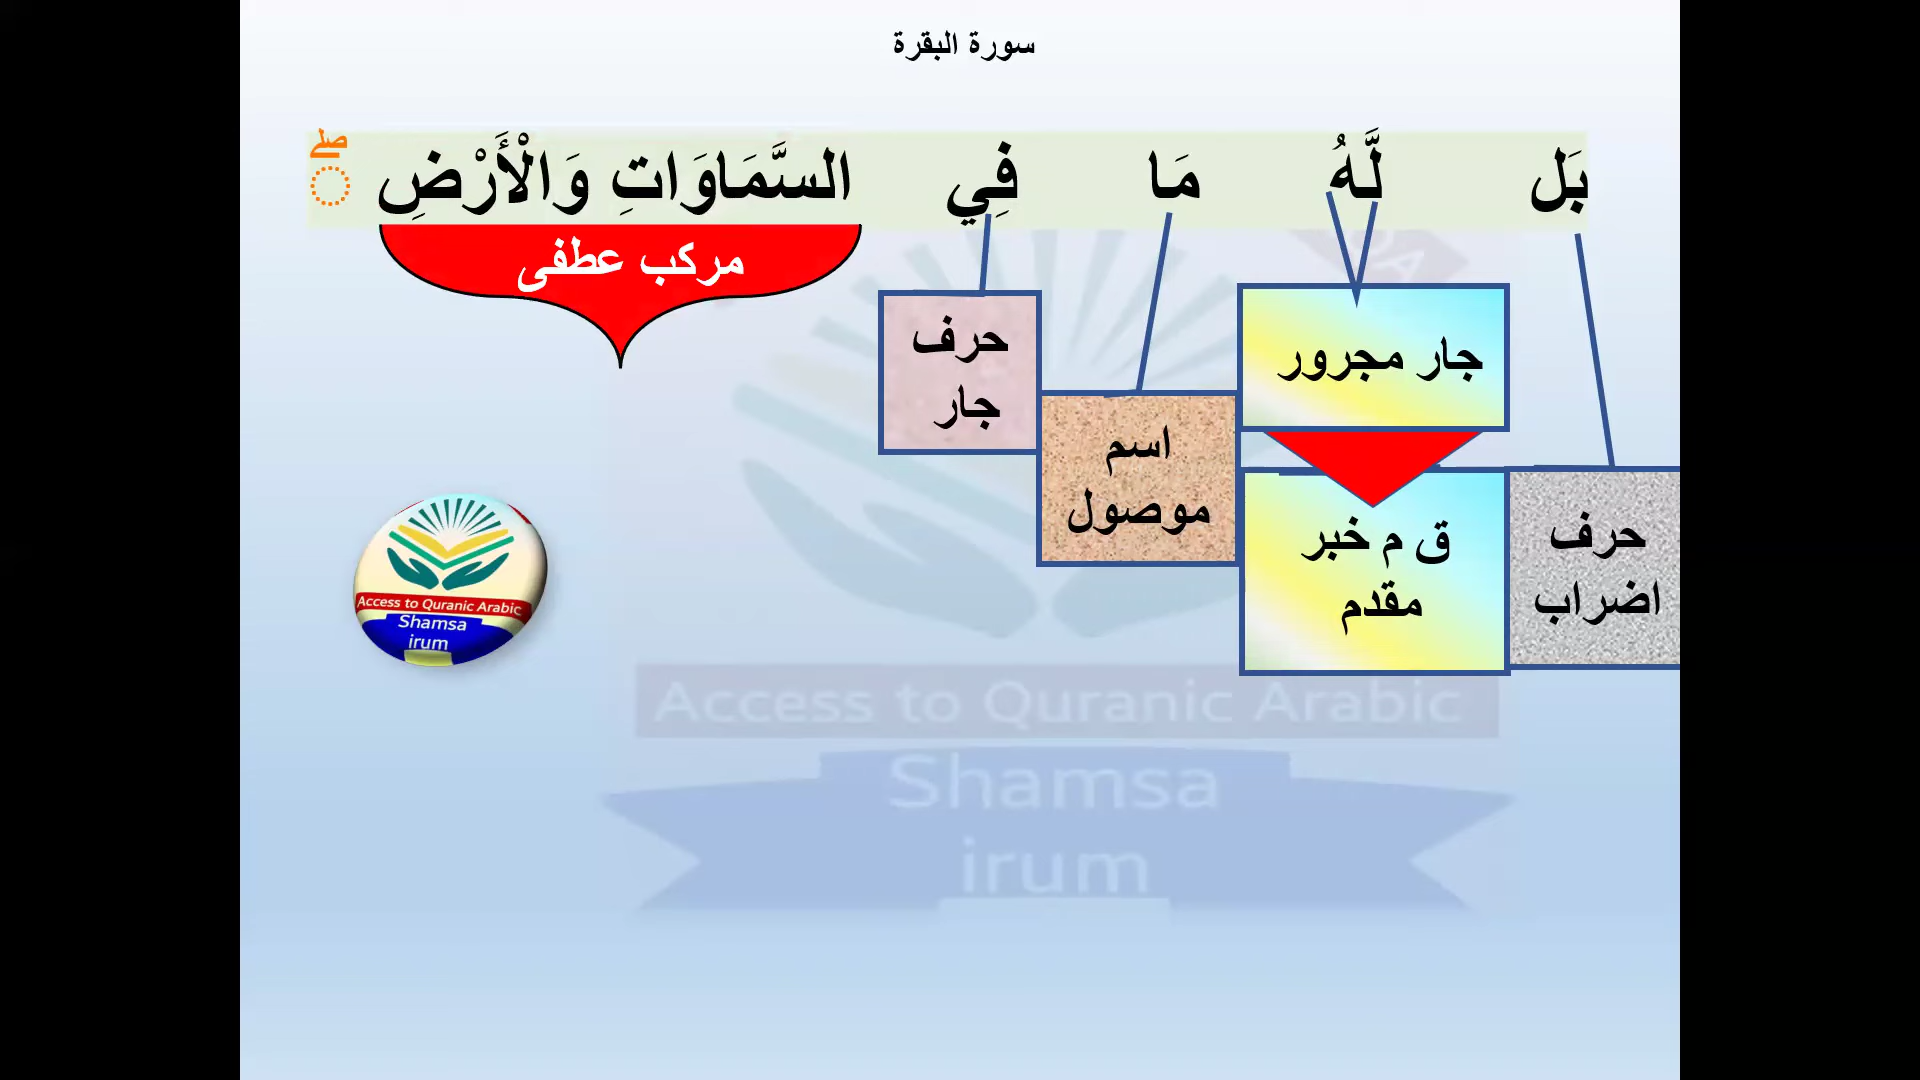 سورة البقرة
بَل لَّهُ مَا فِي السَّمَاوَاتِ وَالْأَرْضِ ۖ
مركب عطفى
جار مجرور
حرف
جار
اسم
موصول
ق م خبر
مقدم
حرف
اضراب
Access to Quranic Arabic
Shamsa
irum
Access to Quranic Arabic
Shamsa
irum